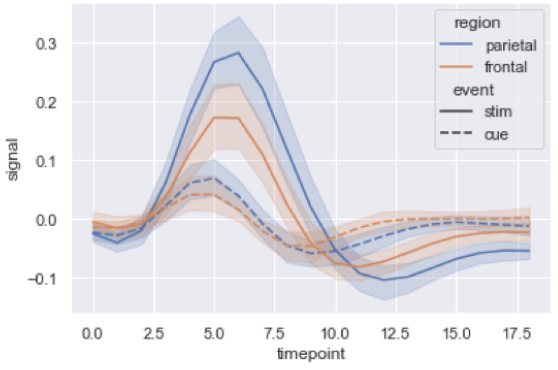 region
parietal
frontal
event
stim
cue
0.3
0.2
0.1
0.0
−0.1
signal
0.0 2.5 5.0 7.5 10.0 12.5 15.0 17.5
timepoint